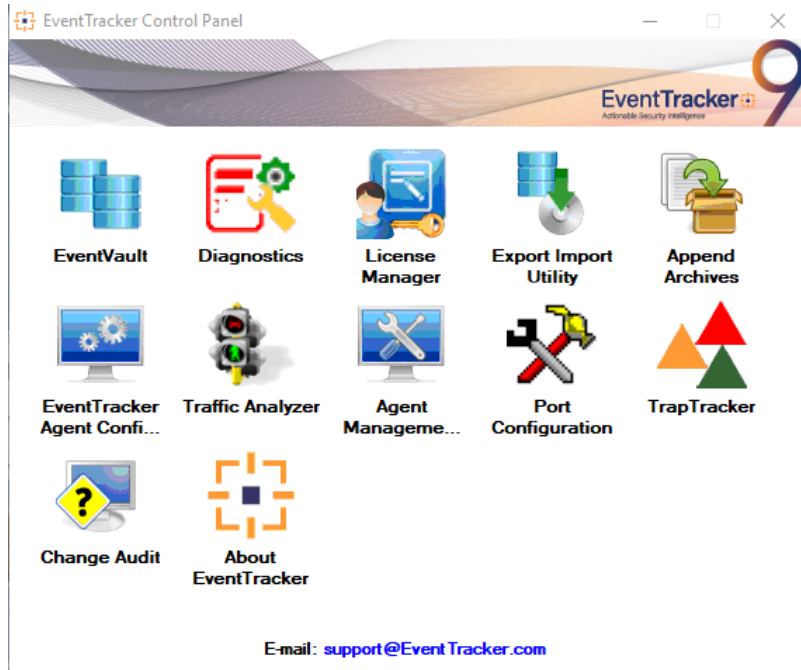 EventTracker Control Panel
EventTracker 9
Actionable Security Intelligence
EventVault
Diagnostics
License
Manager
Export Import
Utility
Append
Archives
EventTracker
Agent Confi...
Traffic Analyzer
Agent
Manageme...
Port
Configuration
TrapTracker
?
Change Audit
About
EventTracker
E-mail: support@EventTracker.com